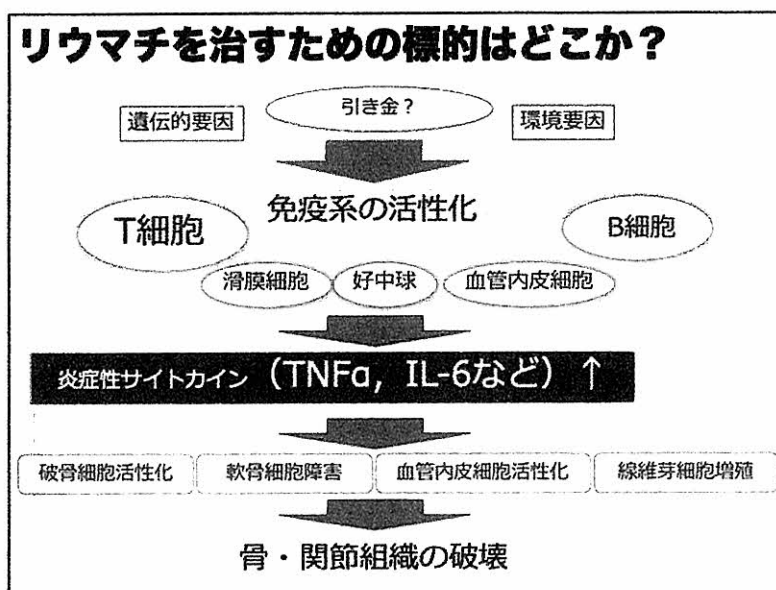 リウマチを治すための標的はどこか？
引き金？
遺伝的要因
環境要因
免疫系の活性化
T細胞
B細胞
滑膜細胞
好中球
血管内皮細胞
炎症性サイトカイン（TNFα, IL-6など）↑
破骨細胞活性化
軟骨細胞障害
血管内皮細胞活性化
線維芽細胞増殖
骨・関節組織の破壊